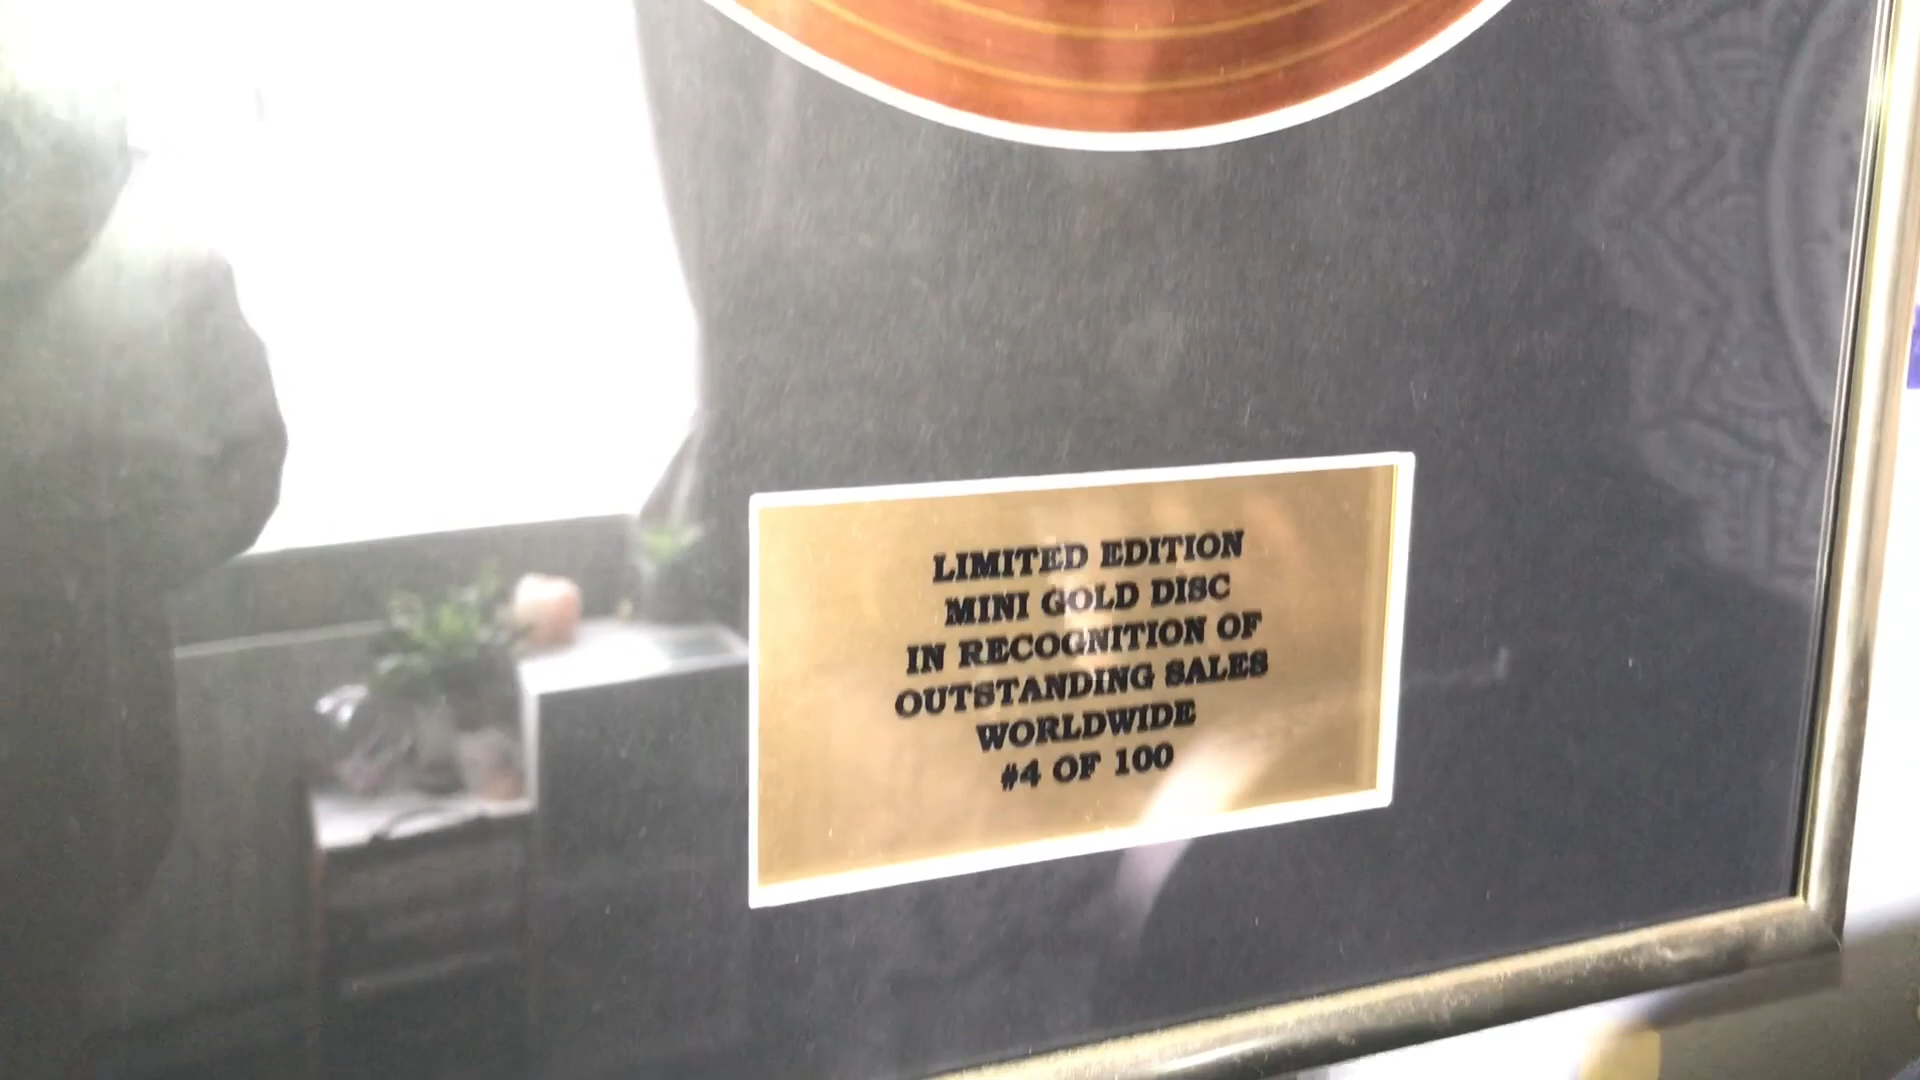 LIMITED EDITION
MINI GOLD DISC
IN RECOGNITION OF
OUTSTANDING SALES
WORLDWIDE
#4 OF 100